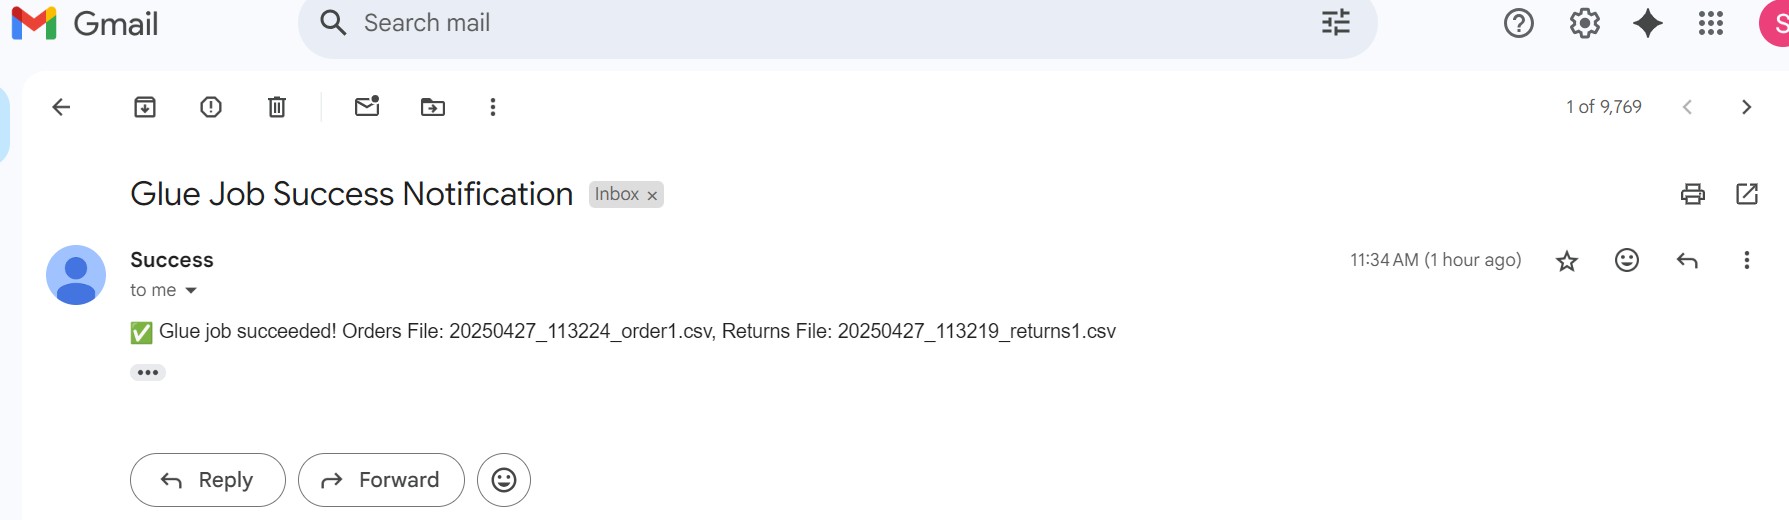 Gmail
Search mail
S
1 of 9,769
Glue Job Success Notification Inbox x
Success 11:34 AM (1 hour ago)
to me
✅ Glue job succeeded! Orders File: 20250427_113224_order1.csv, Returns File: 20250427_113219_returns1.csv
Reply Forward